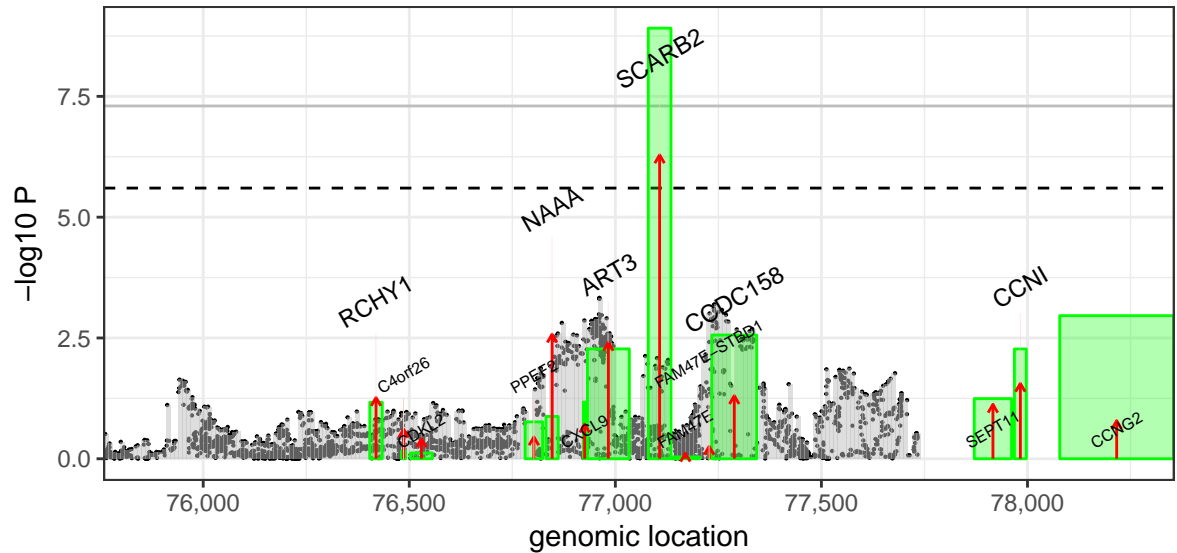 SCARB2
7.5
−log10 P
5.0
NAAA
ART3
CCNI
RCHY1
CCDC158
FAM47E−STBD1
2.5
C4orf26
PPEF2
CDKL2
CXCL9
FAM47E
SEPT11
CCNG2
0.0
76,000
76,500
77,000
77,500
78,000
genomic location